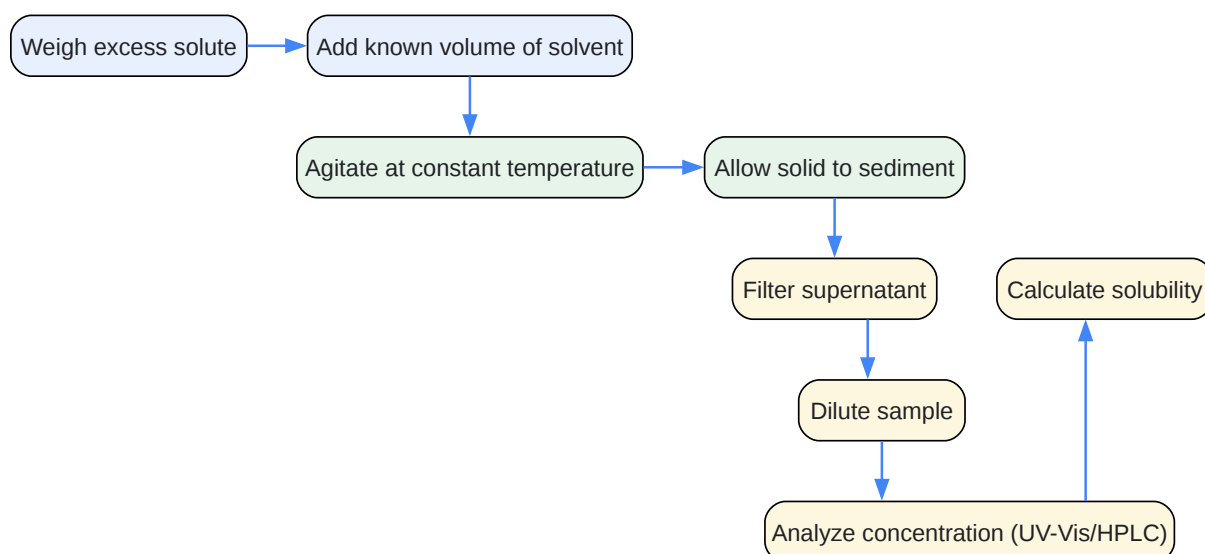 Weigh excess solute
Add known volume of solvent
Agitate at constant temperature
Allow solid to sediment
Filter supernatant
Calculate solubility
Dilute sample
Analyze concentration (UV-Vis/HPLC)